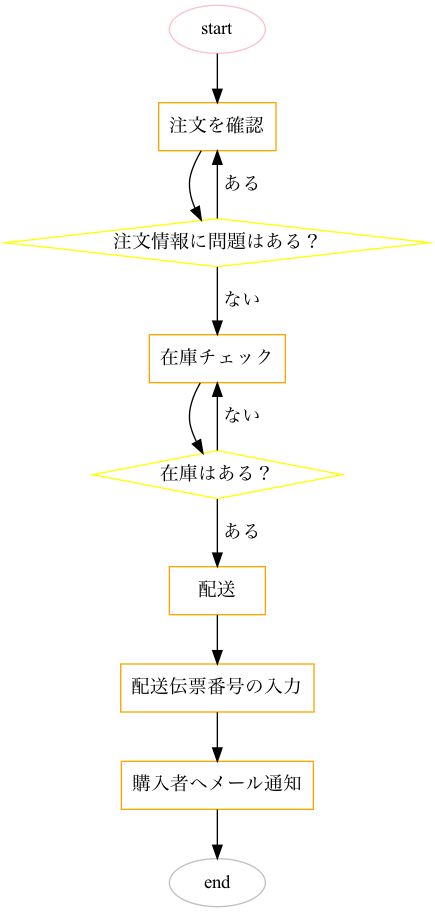 start
注文を確認
ある
注文情報に問題はある？
ない
在庫チェック
ない
在庫はある？
ある
配送
配送伝票番号の入力
購入者へメール通知
end